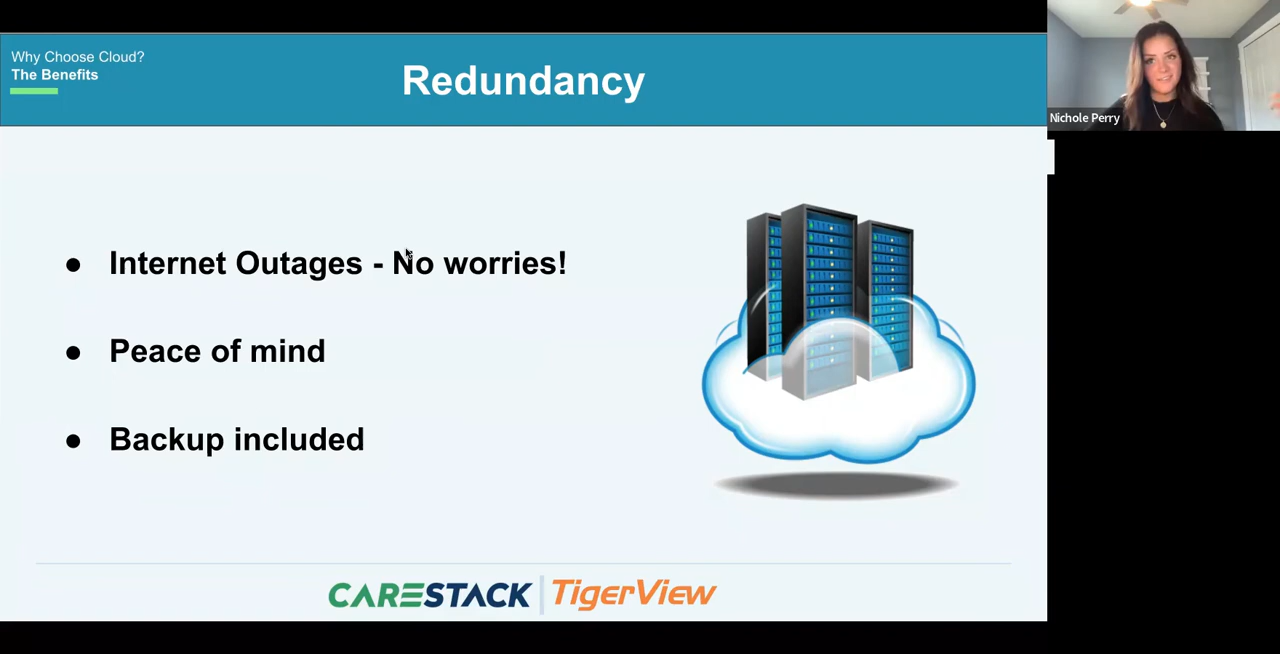 Why Choose Cloud?
The Benefits
Redundancy
Nichole Perry
● Internet Outages - No worries!
● Peace of mind
● Backup included
CARESTACK | TigerView